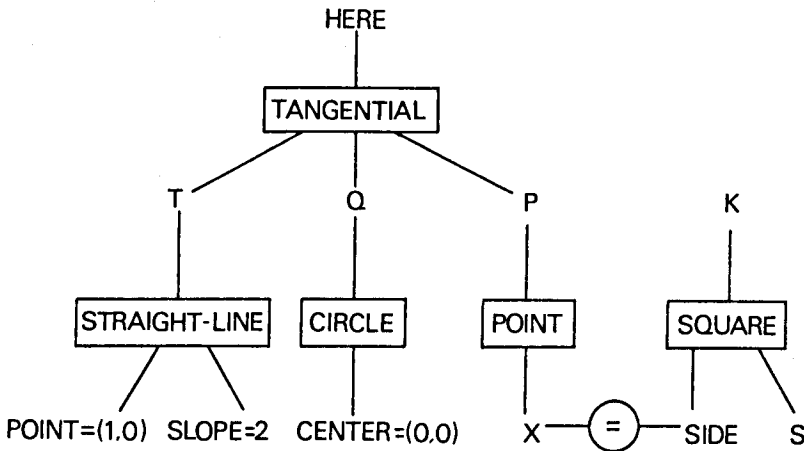 HERE
TANGENTIAL
T Q P K
STRAIGHT-LINE CIRCLE POINT SQUARE
POINT=(1,0) SLOPE=2 CENTER=(0,0) X = SIDE S